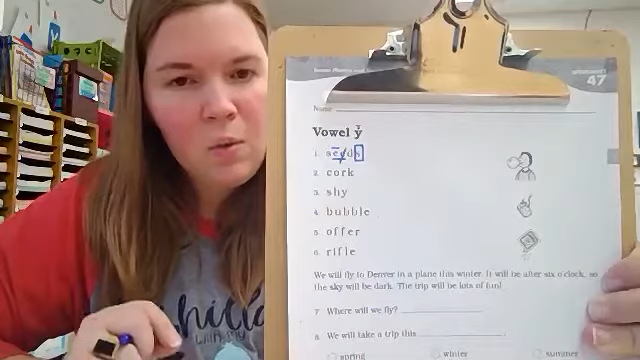 47
Name
Vowel y̆
1. seeds
2. cork
3. shy
4. bubble
5. offer
6. rifle
We will fly to Denver in a plane this winter. It will be after six o'clock, so
the sky will be dark. The trip will be lots of fun!
7 Where will we fly?
8 We will take a trip this
spring winter summer